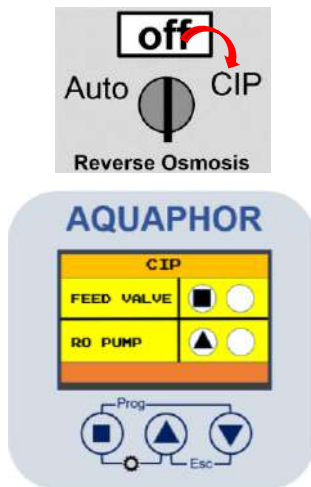 off
Auto CIP
Reverse Osmosis
AQUAPHOR
CIP
FEED VALVE
RO PUMP
Prog
Esc